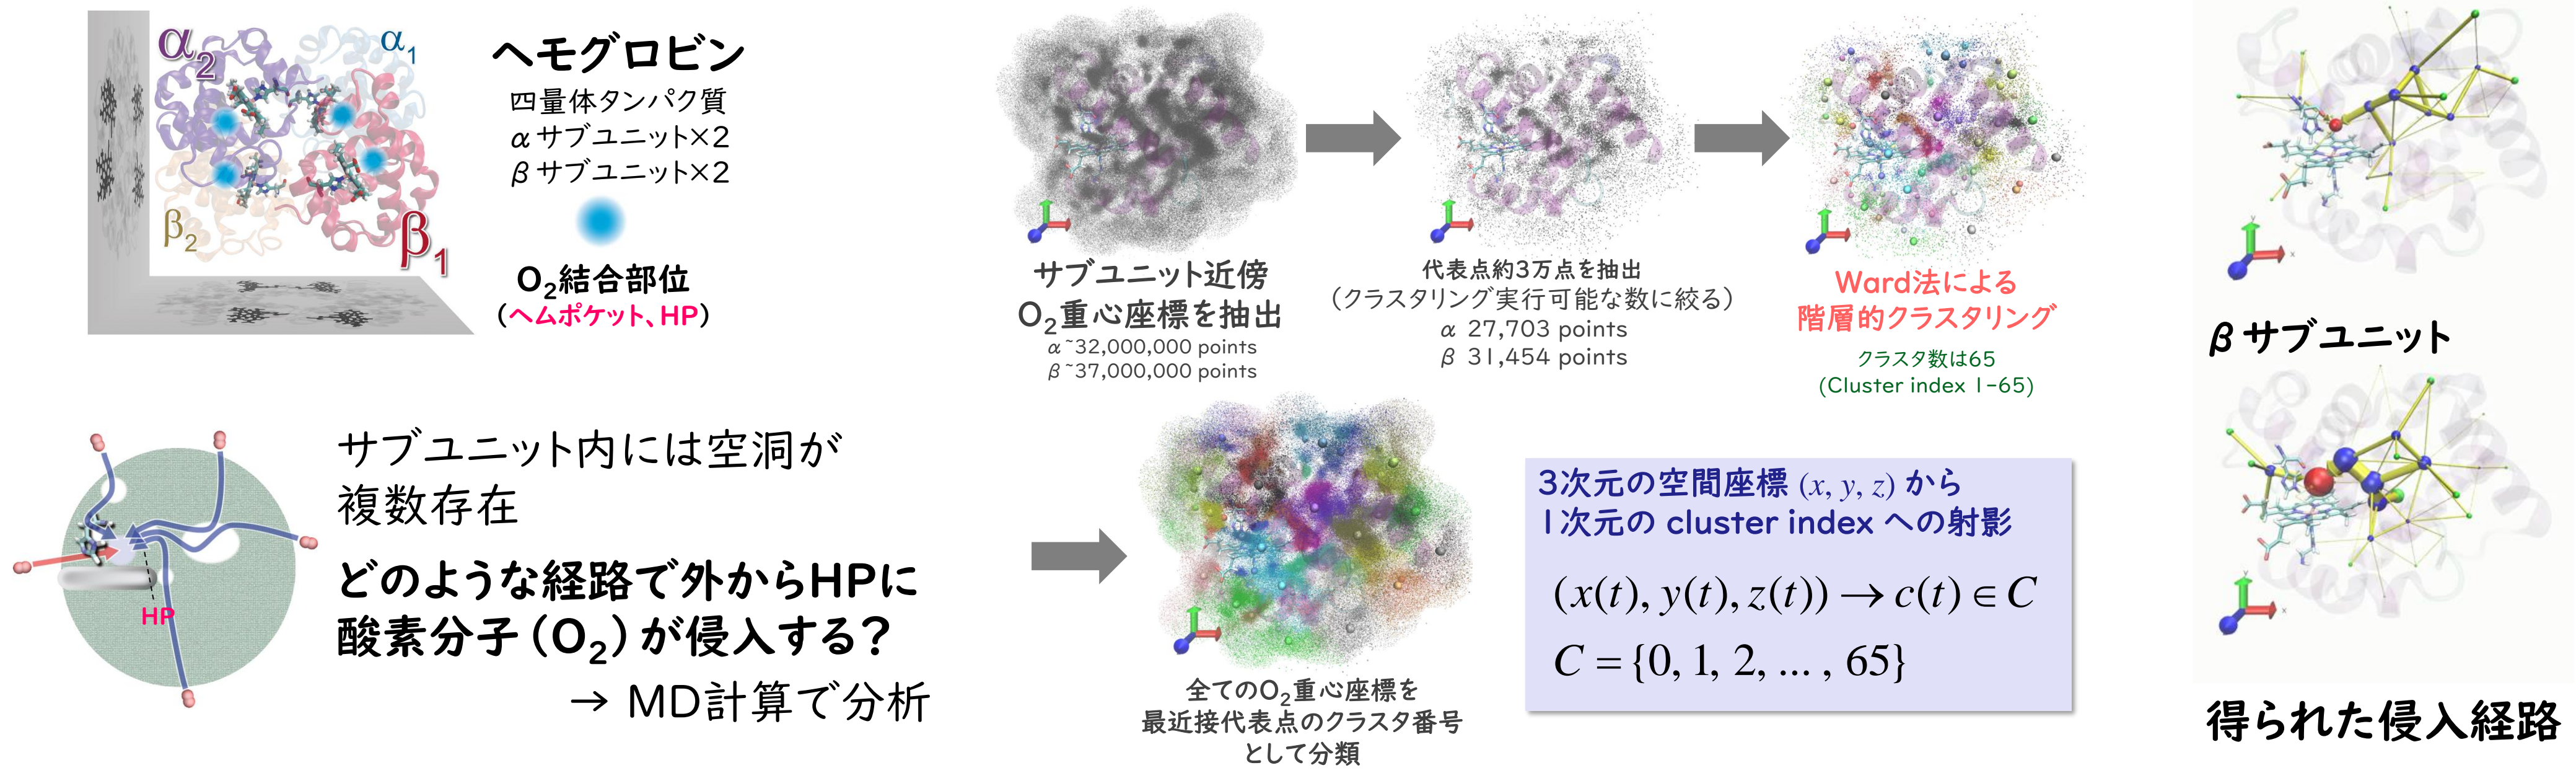 α2
α1
β2
β1
ヘモグロビン
四量体タンパク質
αサブユニット×2
βサブユニット×2
O2結合部位
(ヘムポケット、HP)
サブユニット内には空洞が
複数存在
どのような経路で外からHPに
酸素分子(O2)が侵入する?
→ MD計算で分析
HP
サブユニット近傍
O2重心座標を抽出
α~32,000,000 points
β~37,000,000 points
代表点約3万点を抽出
(クラスタリング実行可能な数に絞る)
α 27,703 points
β 31,454 points
Ward法による
階層的クラスタリング
クラスタ数は65
(Cluster index 1-65)
全てのO2重心座標を
最近接代表点のクラスタ番号
として分類
3次元の空間座標 (x, y, z) から
1次元の cluster index への射影
(x(t), y(t), z(t)) → c(t) ∈ C
C = {0, 1, 2, ... , 65}
βサブユニット
得られた侵入経路